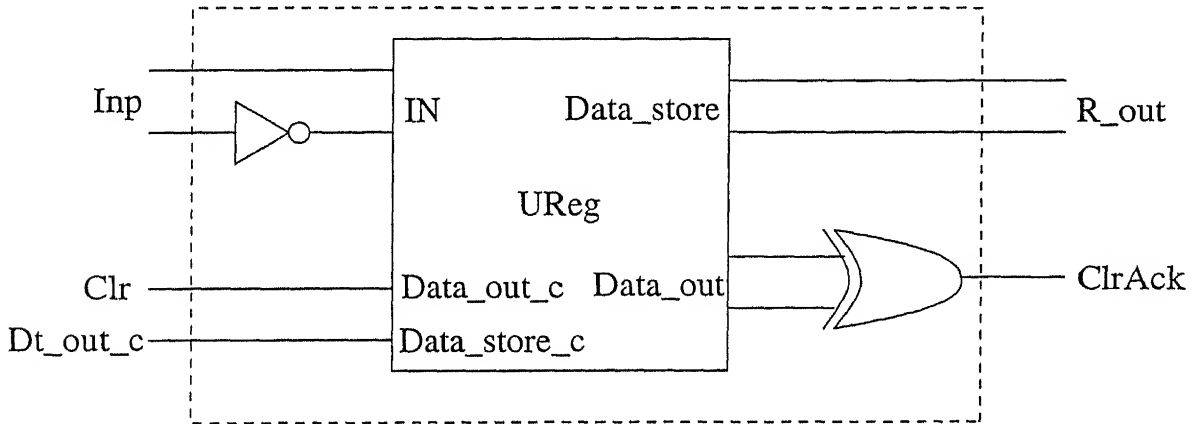 Inp
IN
Data_store
R_out
UReg
Clr
Data_out_c
Data_out
ClrAck
Dt_out_c
Data_store_c